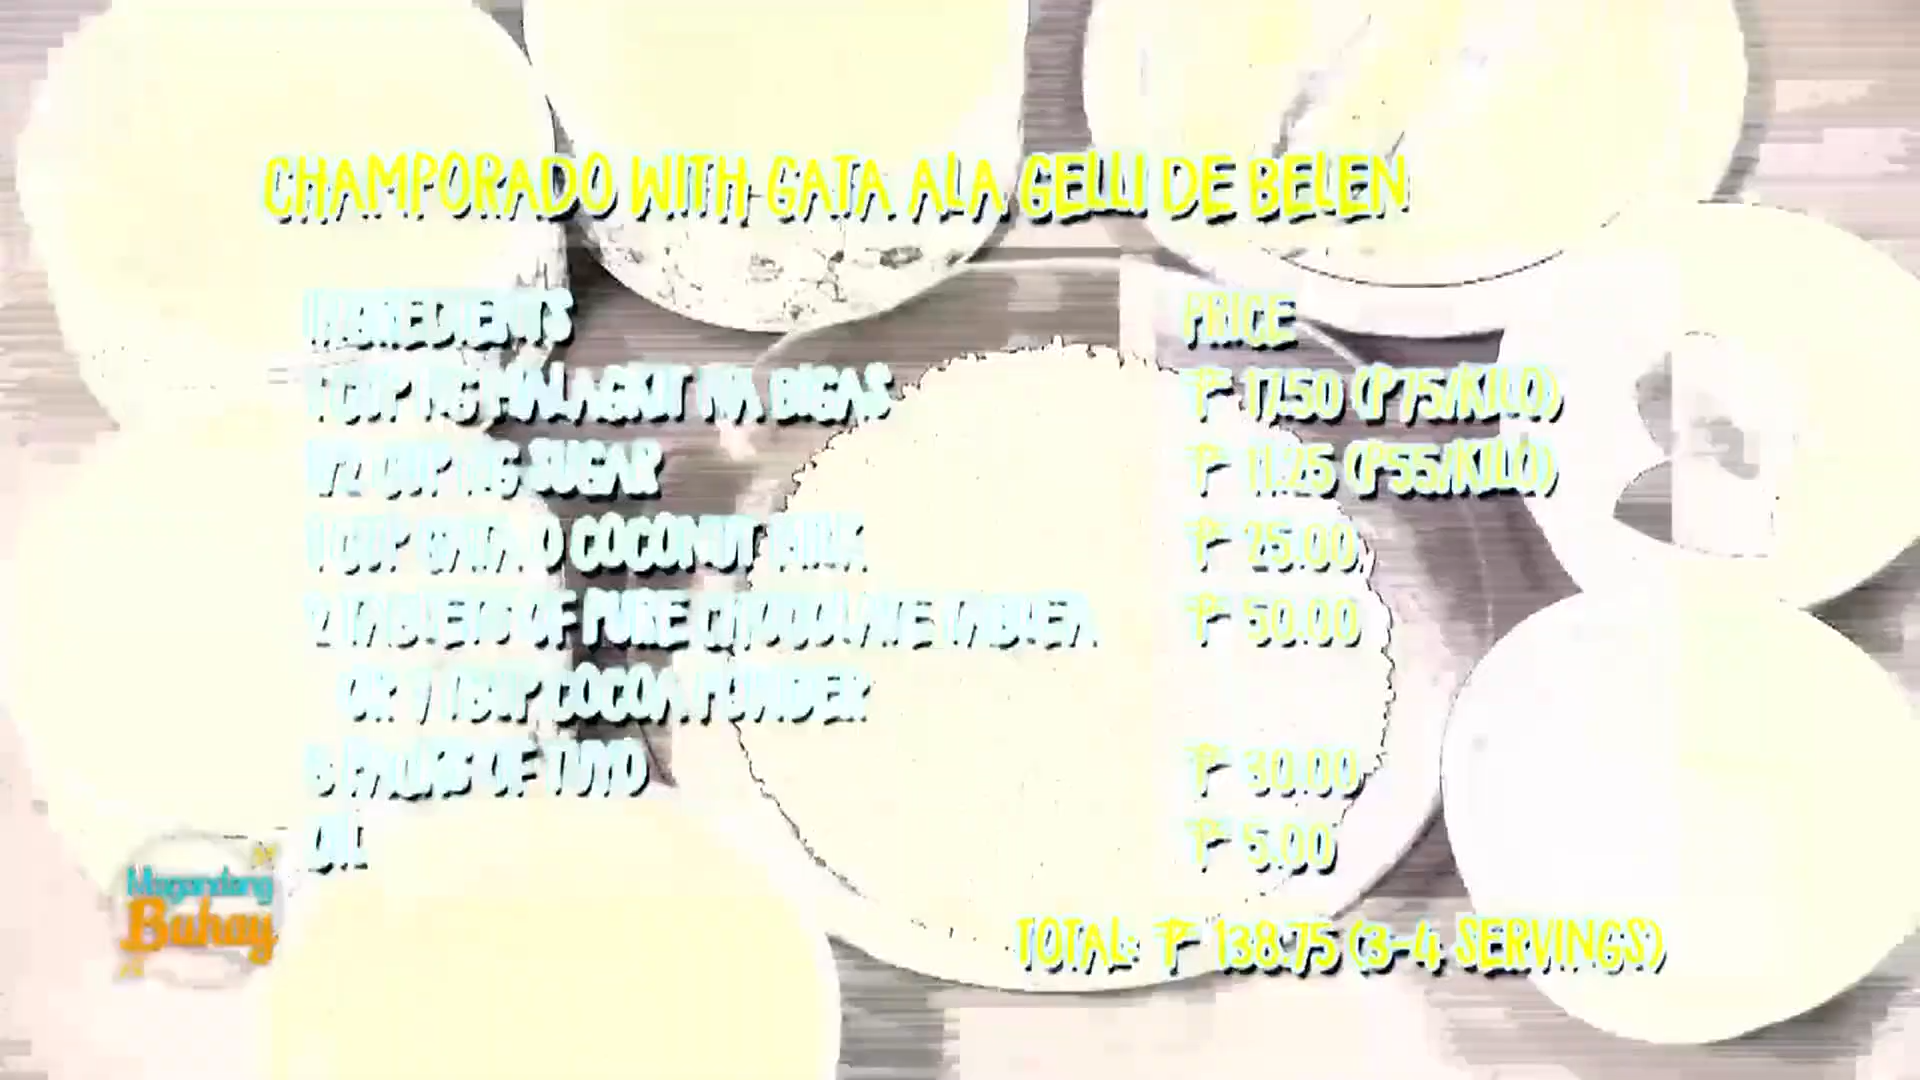 CHAMPORADO WITH GATA ALA GELLI DE BELEN
INGREDIENTS PRICE
1 CUP NG MALAGKIT NA BIGAS ₱ 17.50 (P75/KILO)
1/2 CUP NG SUGAR ₱ 11.25 (P55/KILO)
1 CUP GATA O COCONUT MILK ₱ 25.00
2 TABLETS OF PURE CHOCOLATE TABLEA ₱ 50.00
OR 1 TBSP COCOA POWDER
PACKS OF TUYO ₱ 30.00
OIL ₱ 5.00
TOTAL: ₱ 138.75 (3-4 SERVINGS)
Magandang
Buhay